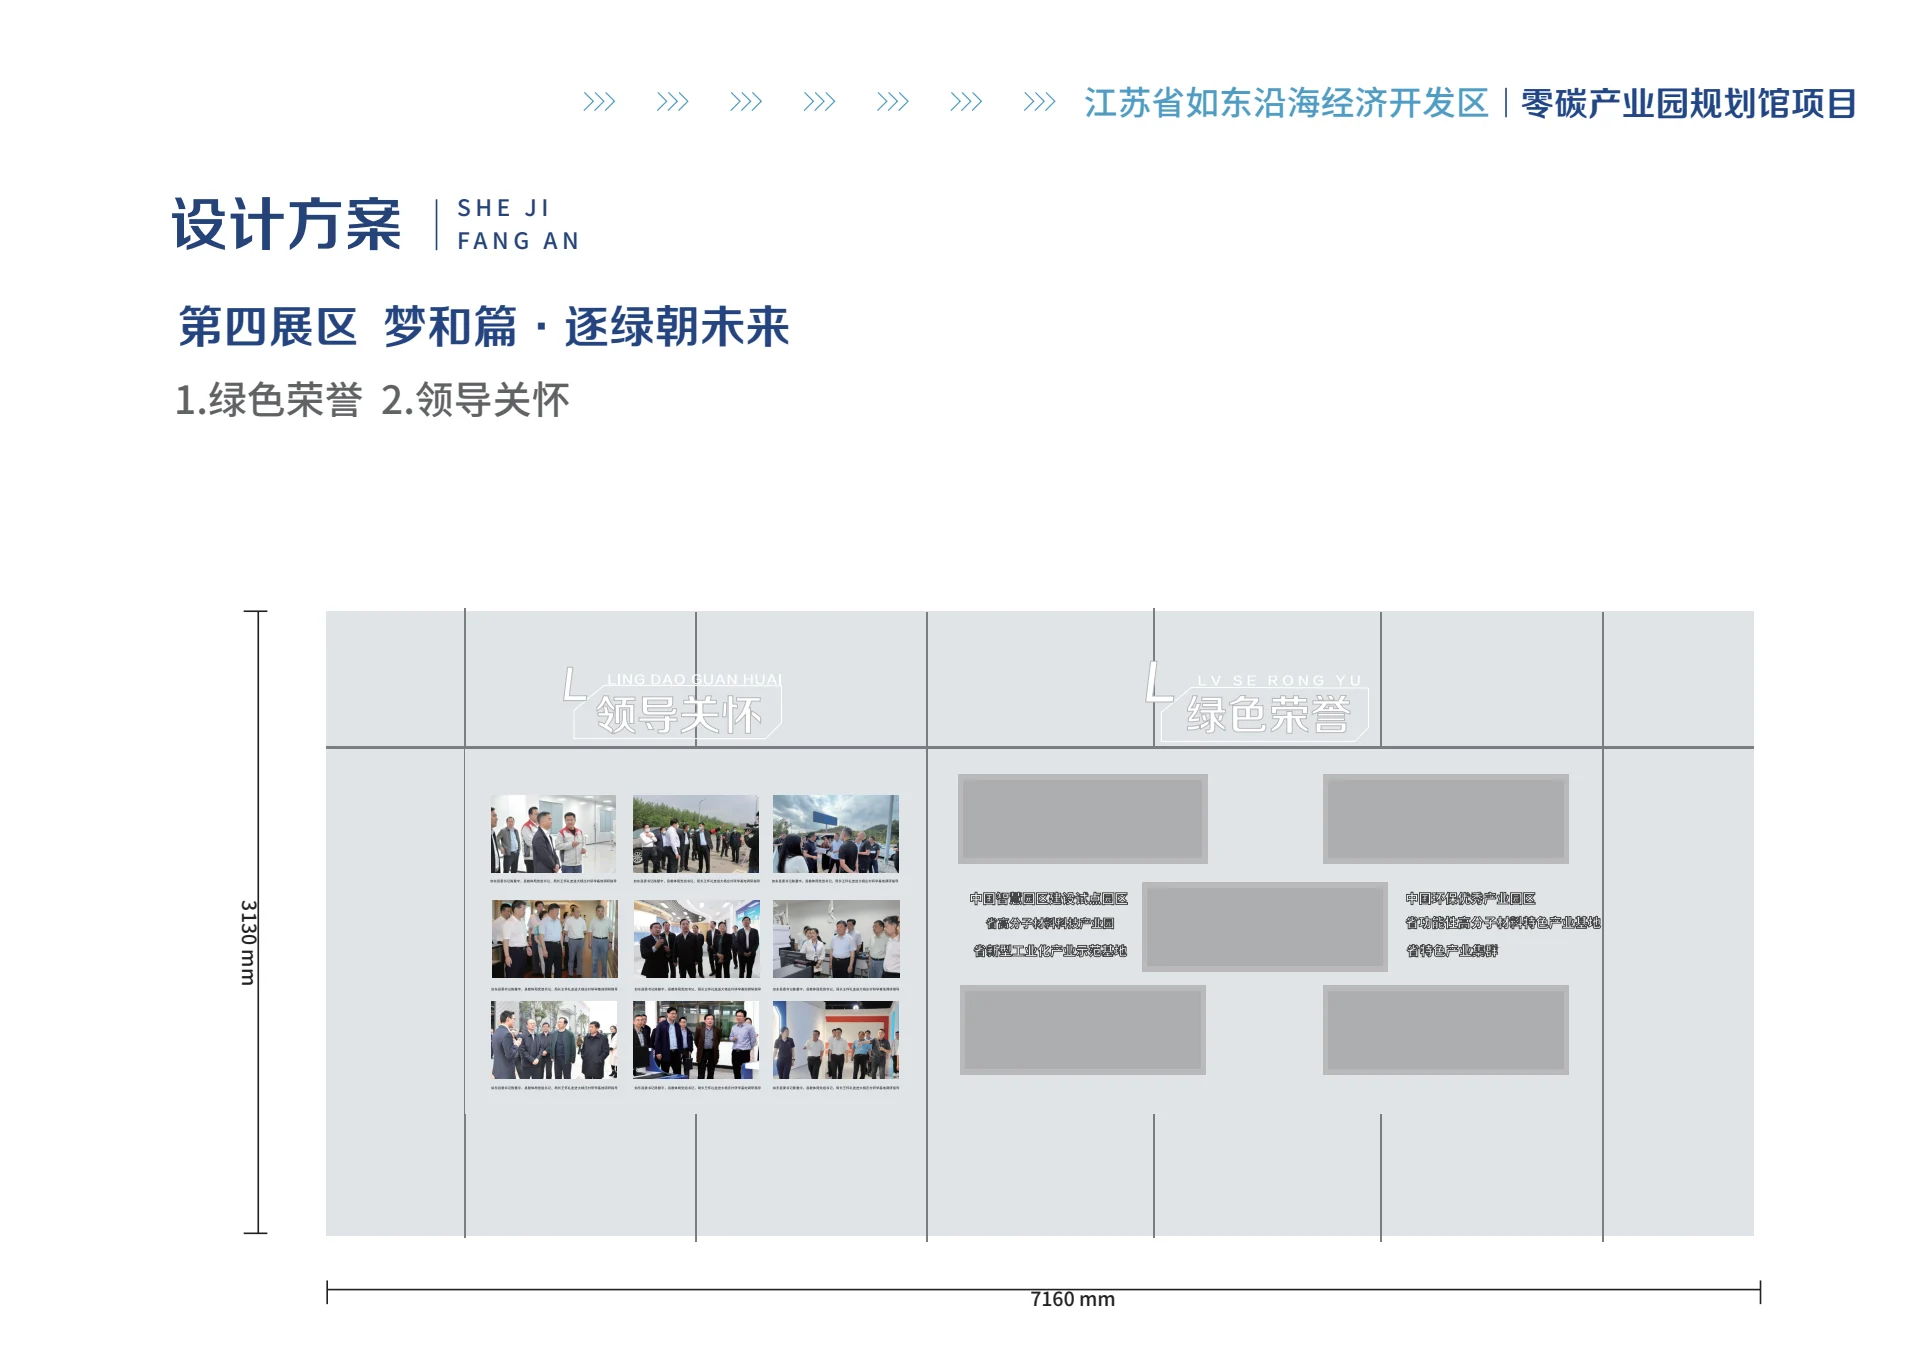 江苏省如东沿海经济开发区 | 零碳产业园规划馆项目
设计方案
SHE JI
FANG AN
第四展区 梦和篇·逐绿朝未来
1.绿色荣誉 2.领导关怀
L
LING DAO GUAN HUAI
领导关怀
L
LV SE RONG YU
绿色荣誉
中国智慧园区建设试点园区
省高分子材料科技产业园
省新型工业化产业示范基地
中国环保优秀产业园区
省功能性高分子材料特色产业基地
省特色产业集群
3130 mm
7160 mm